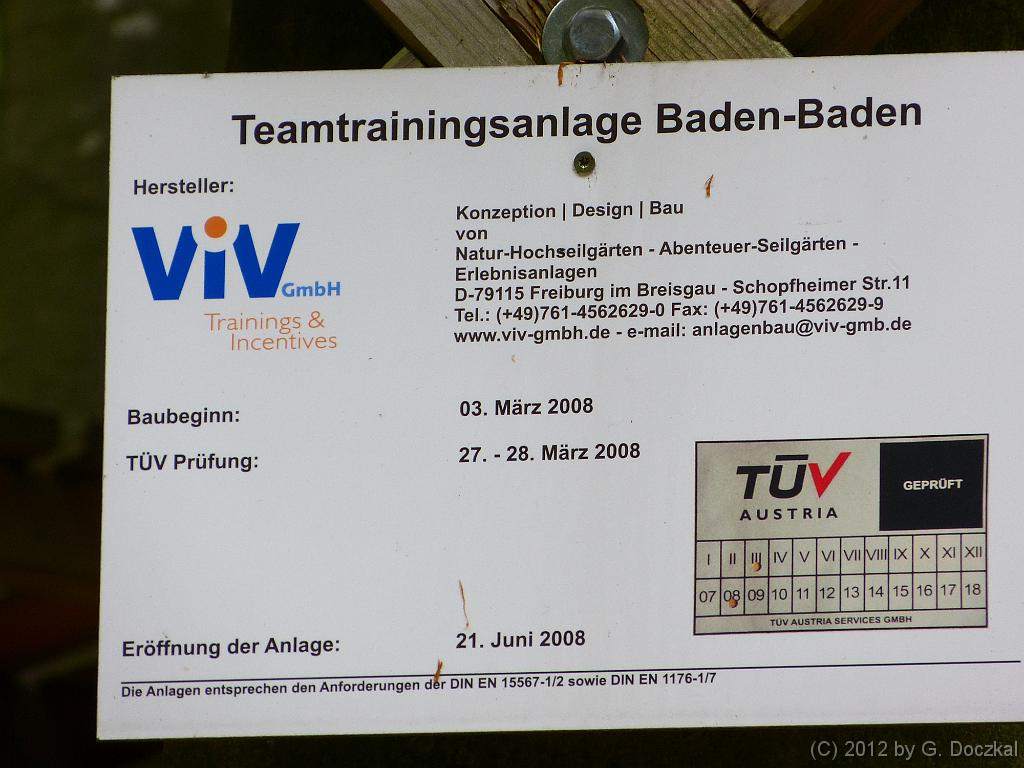 Teamtrainingsanlage Baden-Baden
Hersteller:
ViV GmbH
Trainings &
Incentives
Konzeption | Design | Bau
von
Natur-Hochseilgärten - Abenteuer-Seilgärten -
Erlebnisanlagen
D-79115 Freiburg im Breisgau - Schopfheimer Str.11
Tel.: (+49)761-4562629-0 Fax: (+49)761-4562629-9
www.viv-gmbh.de - e-mail: anlagenbau@viv-gmb.de
Baubeginn: 03. März 2008
TÜV Prüfung: 27. - 28. März 2008
TÜV
AUSTRIA
GEPRÜFT
I II III IV V VI VII VIII IX X XI XII
07 08 09 10 11 12 13 14 15 16 17 18
TÜV AUSTRIA SERVICES GMBH
Eröffnung der Anlage: 21. Juni 2008
Die Anlagen entsprechen den Anforderungen der DIN EN 15567-1/2 sowie DIN EN 1176-1/7
(C) 2012 by G. Doczkal